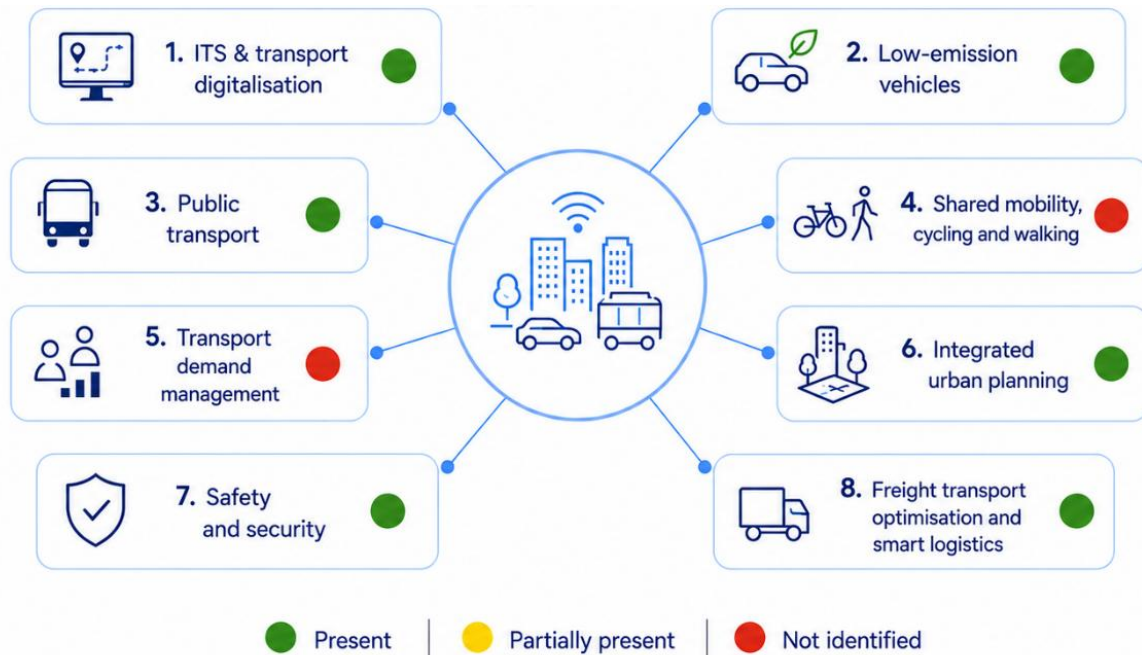 1. ITS & transport
digitalisation
2. Low-emission
vehicles
3. Public
transport
4. Shared mobility,
cycling and walking
5. Transport
demand
management
6. Integrated
urban planning
7. Safety
and security
8. Freight transport
optimisation and
smart logistics
Present
Partially present
Not identified